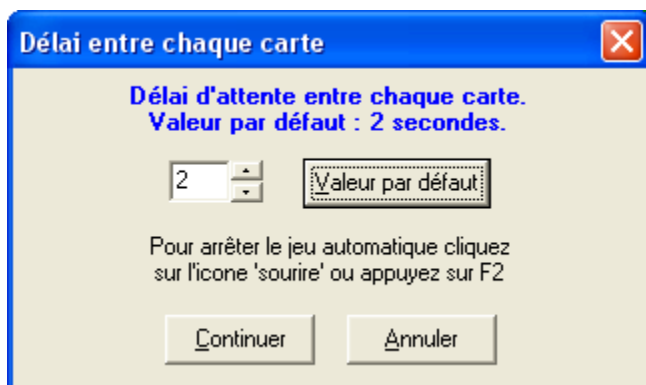 Délai entre chaque carte
Délai d'attente entre chaque carte.
Valeur par défaut : 2 secondes.
2
Valeur par défaut
Pour arrêter le jeu automatique cliquez
sur l'icone 'sourire' ou appuyez sur F2
Continuer
Annuler